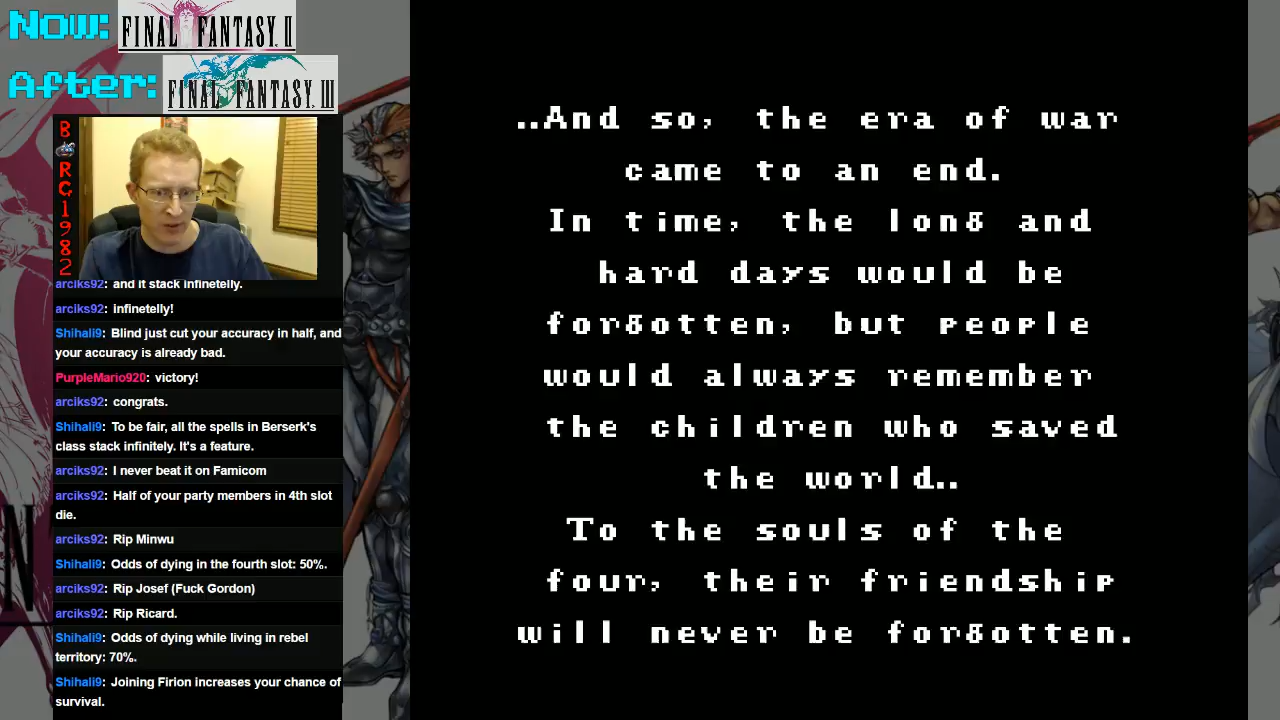 Now: FINAL FANTASY II
After: FINAL FANTASY III
BORG1982
arciks92: and it stack infinetelly.
arciks92: infinetelly!
Shihali9: Blind just cut your accuracy in half, and
your accuracy is already bad.
PurpleMario920: victory!
arciks92: congrats.
Shihali9: To be fair, all the spells in Berserk's
class stack infinitely. It's a feature.
arciks92: I never beat it on Famicom
arciks92: Half of your party members in 4th slot
die.
arciks92: Rip Minwu
Shihali9: Odds of dying in the fourth slot: 50%.
arciks92: Rip Josef (Fuck Gordon)
arciks92: Rip Ricard.
Shihali9: Odds of dying while living in rebel
territory: 70%.
Shihali9: Joining Firion increases your chance of
survival.
..And so, the era of war
came to an end.
In time, the long and
hard days would be
forgotten, but people
would always remember
the children who saved
the world..
To the souls of the
four, their friendship
will never be forgotten.